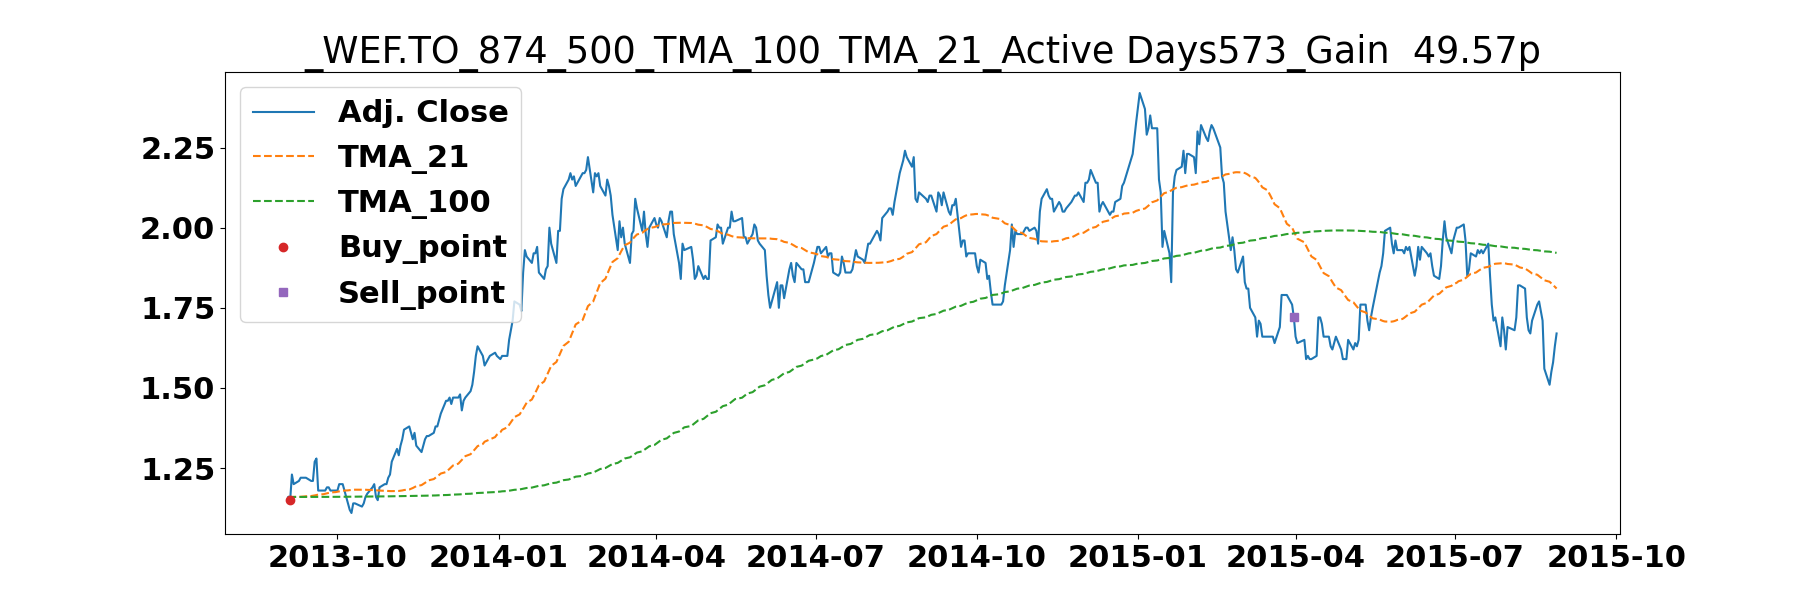 _WEF.TO_874_500_TMA_100_TMA_21_Active Days573_Gain  49.57p
Adj. Close
TMA_21
TMA_100
Buy_point
Sell_point
2.25
2.00
1.75
1.50
1.25
2013-10 2014-01 2014-04 2014-07 2014-10 2015-01 2015-04 2015-07 2015-10